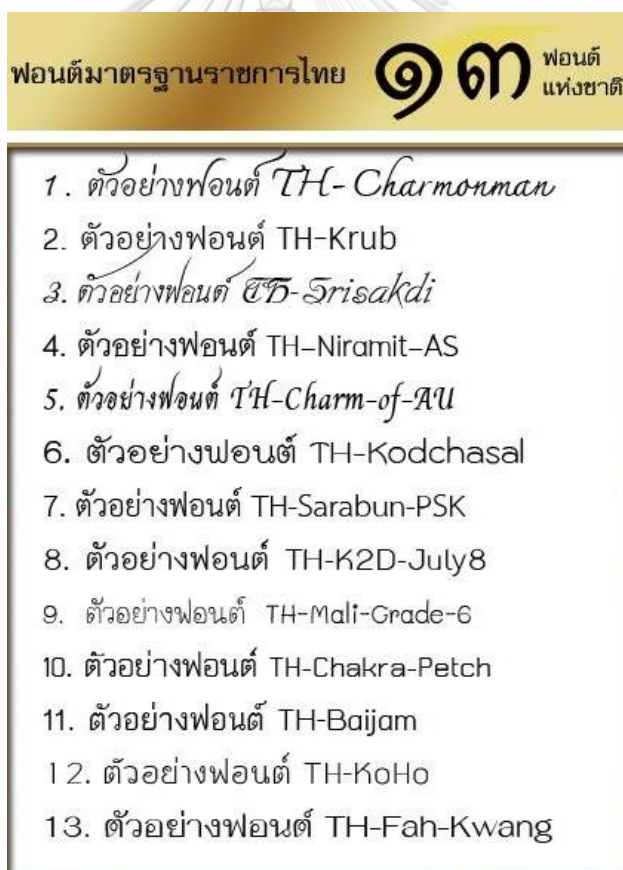 ฟอนต์มาตรฐานราชการไทย ๑๓ ฟอนต์
แห่งชาติ
1. ตัวอย่างฟอนต์ TH-Charmonman
2. ตัวอย่างฟอนต์ TH-Krub
3. ตัวอย่างฟอนต์ TH-Srisakdi
4. ตัวอย่างฟอนต์ TH-Niramit-AS
5. ตัวอย่างฟอนต์ TH-Charm-of-AU
6. ตัวอย่างฟอนต์ TH-Kodchasal
7. ตัวอย่างฟอนต์ TH-Sarabun-PSK
8. ตัวอย่างฟอนต์ TH-K2D-July8
9. ตัวอย่างฟอนต์ TH-Mali-Grade-6
10. ตัวอย่างฟอนต์ TH-Chakra-Petch
11. ตัวอย่างฟอนต์ TH-Baijam
12. ตัวอย่างฟอนต์ TH-KoHo
13. ตัวอย่างฟอนต์ TH-Fah-Kwang